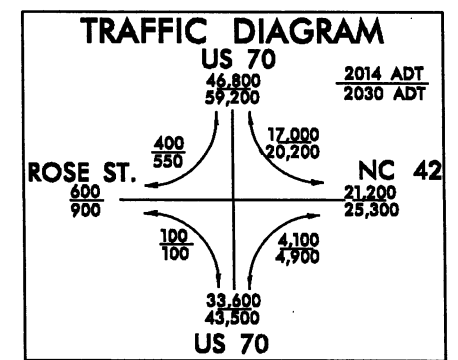 TRAFFIC DIAGRAM
US 70
46,800
59,200
2014 ADT
2030 ADT
400
550
17,000
20,200
ROSE ST.
600
900
NC 42
21,200
25,300
100
100
4,100
4,900
33,600
43,500
US 70